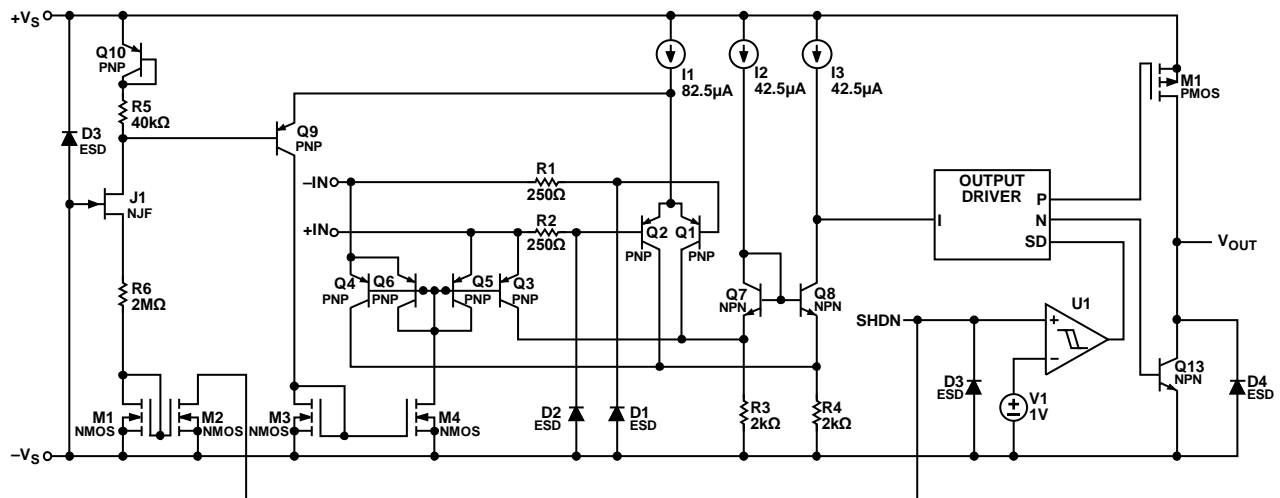 +VS
Q10
PNP
R5
40kΩ
D3
ESD
J1
NJF
R6
2MΩ
M1
NMOS
M2
NMOS
–VS
Q9
PNP
–IN
+IN
R1
250Ω
R2
250Ω
Q4
PNP
Q6
PNP
Q5
PNP
Q3
PNP
Q2
PNP
Q1
PNP
M3
NMOS
M4
NMOS
D2
ESD
D1
ESD
I1
82.5µA
I2
42.5µA
I3
42.5µA
Q7
NPN
Q8
NPN
R3
2kΩ
R4
2kΩ
OUTPUT
DRIVER
I
P
N
SD
M1
PMOS
VOUT
SHDN
U1
+
–
D3
ESD
V1
1V
Q13
NPN
D4
ESD